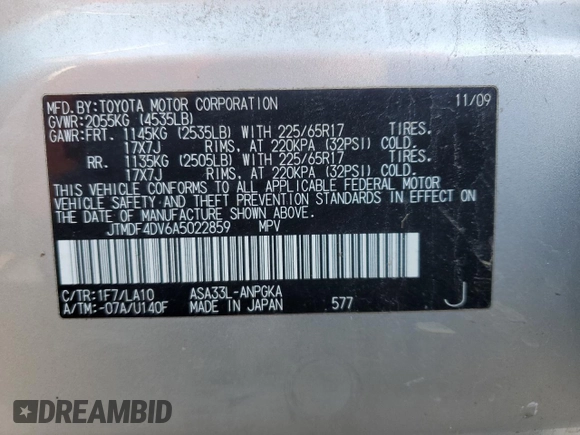 MFD.BY:TOYOTA MOTOR CORPORATION 11/09
GVWR:2055KG (4535LB)
GAWR:FRT. 1145KG (2535LB) WITH 225/65R17 TIRES.
17X7J RIMS. AT 220KPA (32PSI) COLD.
RR. 1135KG (2505LB) WITH 225/65R17 TIRES.
17X7J RIMS. AT 220KPA (32PSI) COLD.
THIS VEHICLE CONFORMS TO ALL APPLICABLE FEDERAL MOTOR
VEHICLE SAFETY AND THEFT PREVENTION STANDARDS IN EFFECT
ON THE DATE OF MANUFACTURE SHOWN ABOVE.
JTMDF4DV6A5022859 MPV
C/TR:1F7/LA10 ASA33L-ANPGKA
A/TM:-07A/U140F MADE IN JAPAN 577 J
DREAMBID